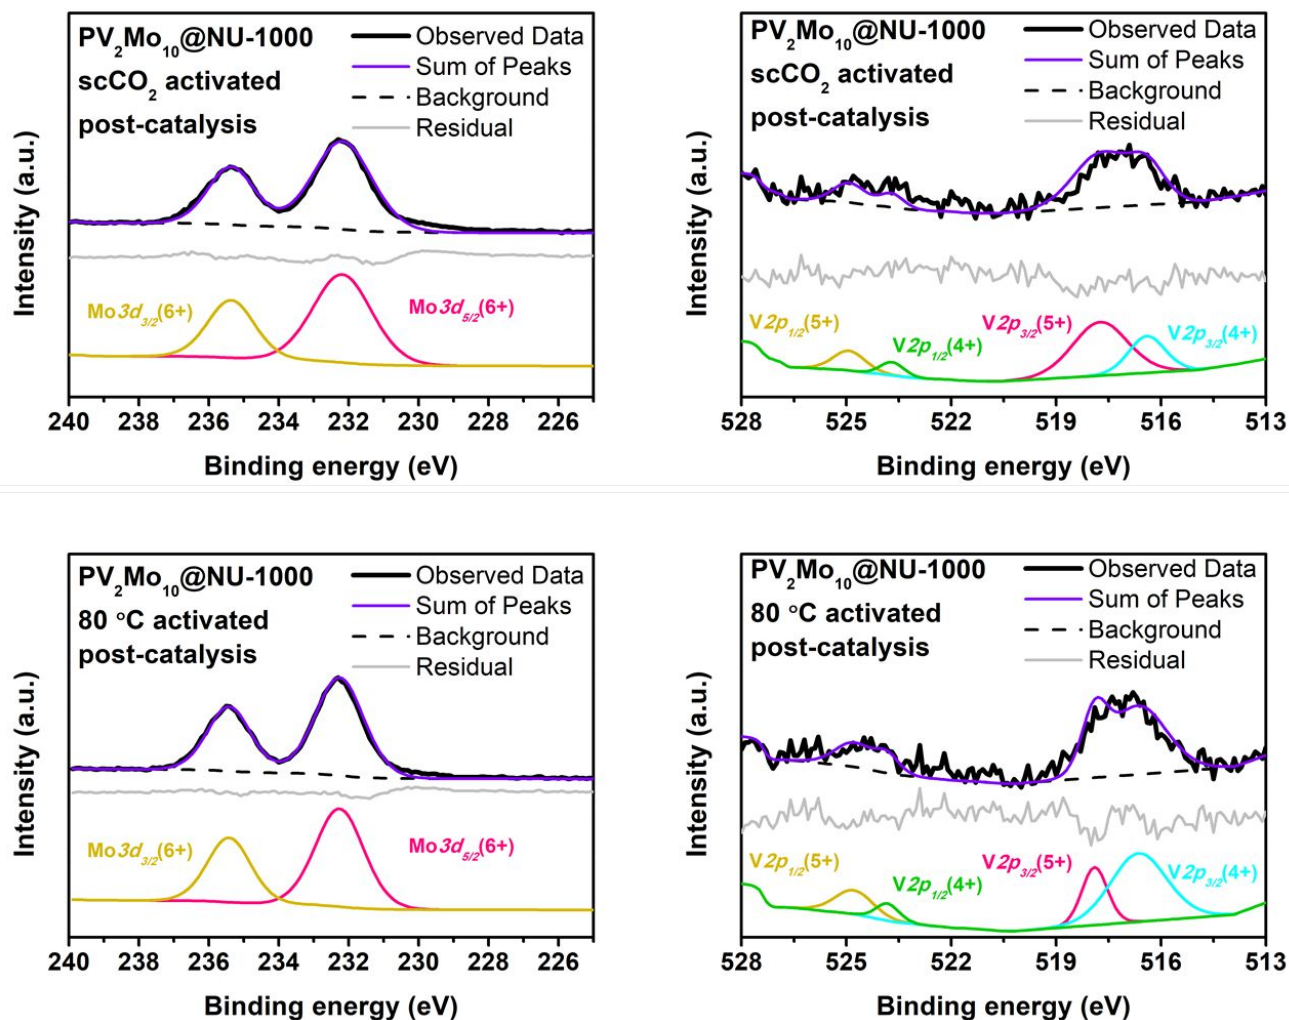 PV₂Mo₁₀@NU-1000
scCO₂ activated
post-catalysis
Observed Data
Sum of Peaks
Background
Residual
Mo3d₃/₂(6+)
Mo3d₅/₂(6+)
Intensity (a.u.)
240 238 236 234 232 230 228 226
Binding energy (eV)
PV₂Mo₁₀@NU-1000
scCO₂ activated
post-catalysis
Observed Data
Sum of Peaks
Background
Residual
V2p₁/₂(5+)
V2p₁/₂(4+)
V2p₃/₂(5+)
V2p₃/₂(4+)
Intensity (a.u.)
528 525 522 519 516 513
Binding energy (eV)
PV₂Mo₁₀@NU-1000
80 °C activated
post-catalysis
Observed Data
Sum of Peaks
Background
Residual
Mo3d₃/₂(6+)
Mo3d₅/₂(6+)
Intensity (a.u.)
240 238 236 234 232 230 228 226
Binding energy (eV)
PV₂Mo₁₀@NU-1000
80 °C activated
post-catalysis
Observed Data
Sum of Peaks
Background
Residual
V2p₁/₂(5+)
V2p₁/₂(4+)
V2p₃/₂(5+)
V2p₃/₂(4+)
Intensity (a.u.)
528 525 522 519 516 513
Binding energy (eV)